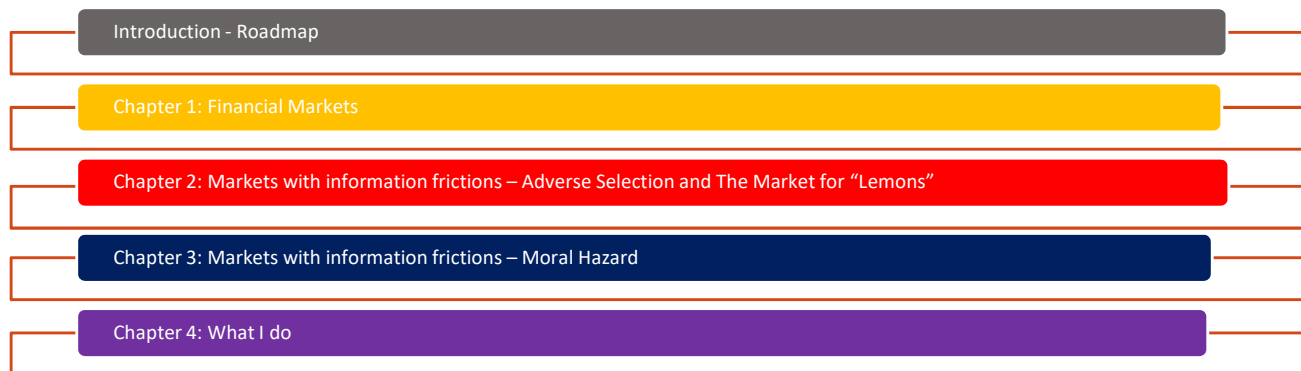 Introduction - Roadmap
Chapter 1: Financial Markets
Chapter 2: Markets with information frictions – Adverse Selection and The Market for “Lemons”
Chapter 3: Markets with information frictions – Moral Hazard
Chapter 4: What I do